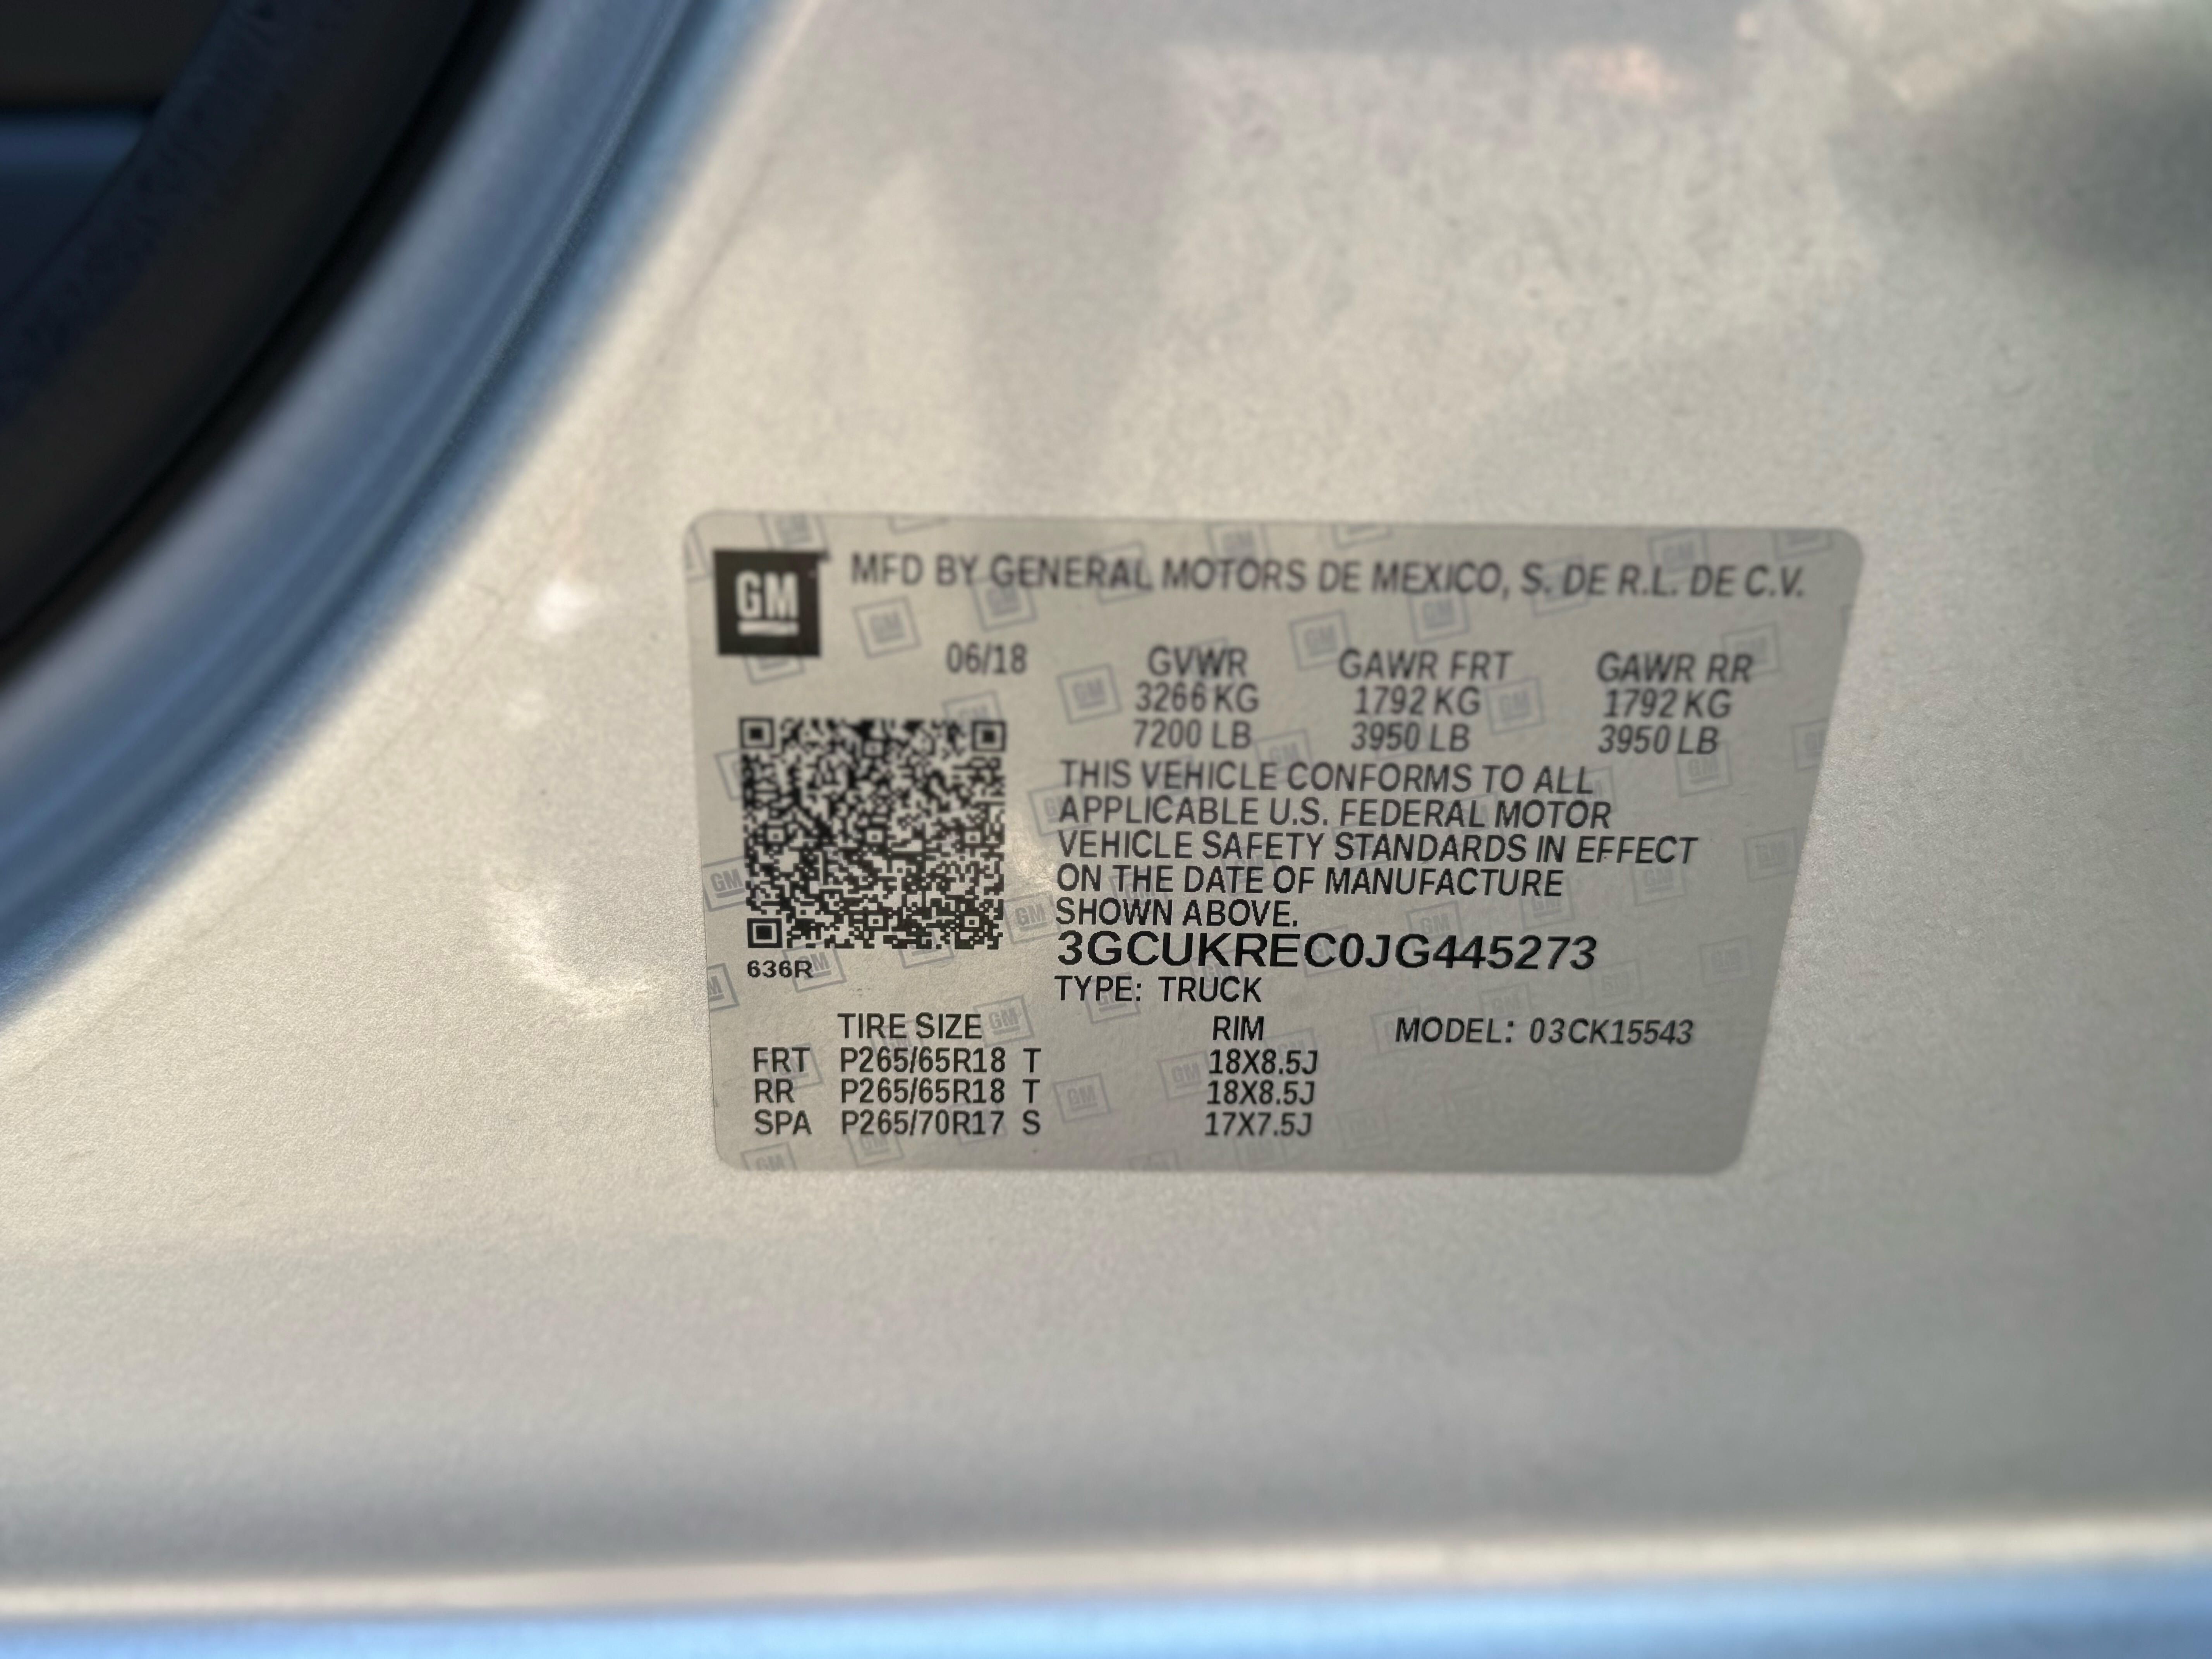 GM MFD BY GENERAL MOTORS DE MEXICO, S. DE R.L. DE C.V.
06/18 GVWR GAWR FRT GAWR RR
3266 KG 1792 KG 1792 KG
7200 LB 3950 LB 3950 LB
THIS VEHICLE CONFORMS TO ALL
APPLICABLE U.S. FEDERAL MOTOR
VEHICLE SAFETY STANDARDS IN EFFECT
ON THE DATE OF MANUFACTURE
SHOWN ABOVE.
3GCUKREC0JG445273
636R
TYPE: TRUCK
TIRE SIZE RIM MODEL: 03CK15543
FRT P265/65R18 T 18X8.5J
RR P265/65R18 T 18X8.5J
SPA P265/70R17 S 17X7.5J